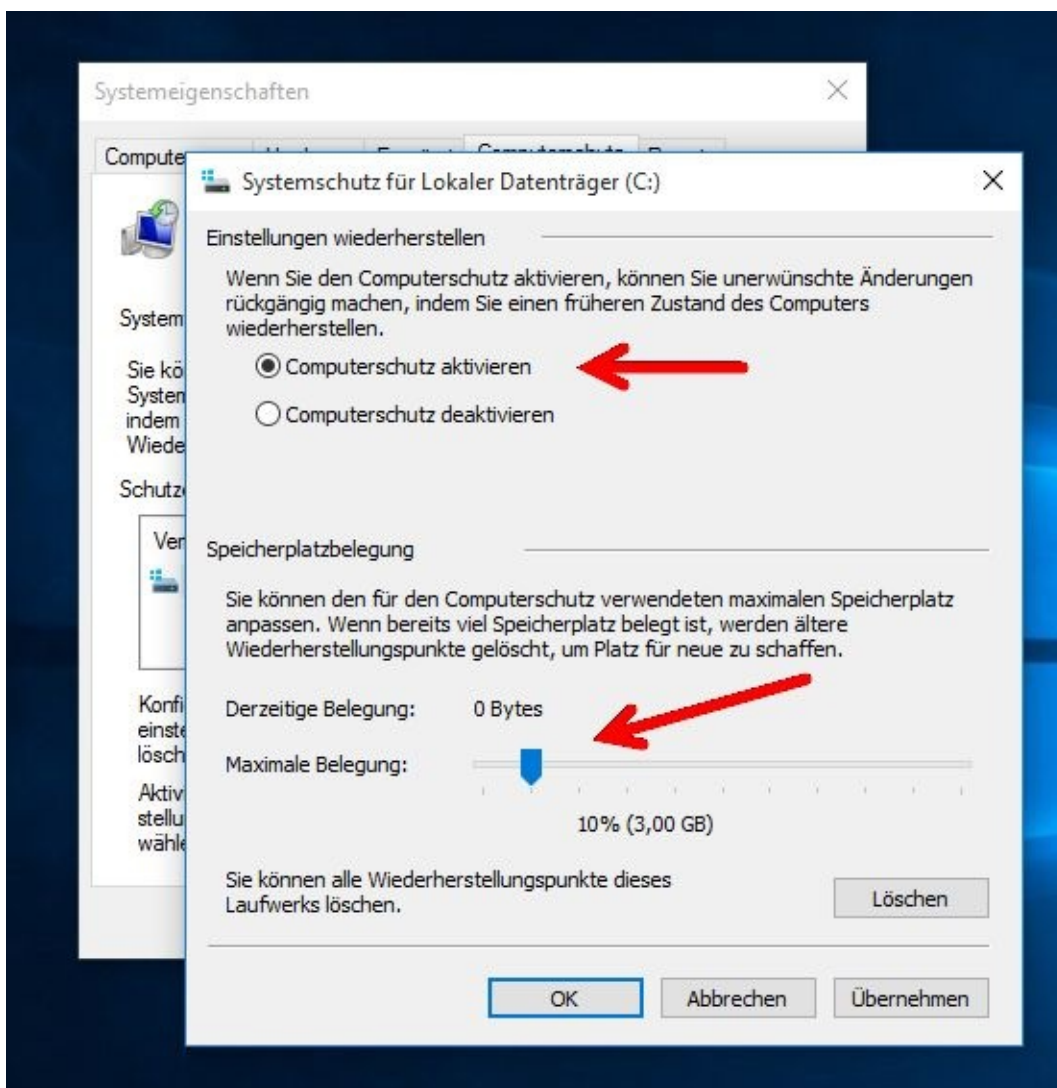 Systemeigenschaften
Systemschutz für Lokaler Datenträger (C:)
Einstellungen wiederherstellen
Wenn Sie den Computerschutz aktivieren, können Sie unerwünschte Änderungen
rückgängig machen, indem Sie einen früheren Zustand des Computers
wiederherstellen.
Computerschutz aktivieren
Computerschutz deaktivieren
Speicherplatzbelegung
Sie können den für den Computerschutz verwendeten maximalen Speicherplatz
anpassen. Wenn bereits viel Speicherplatz belegt ist, werden ältere
Wiederherstellungspunkte gelöscht, um Platz für neue zu schaffen.
Derzeitige Belegung: 0 Bytes
Maximale Belegung:
10% (3,00 GB)
Sie können alle Wiederherstellungspunkte dieses
Laufwerks löschen.
Löschen
OK Abbrechen Übernehmen
Compute
System
Sie kö
System
indem
Wiede
Schutz
Ver
Konfi
einste
lösch
Aktiv
stellu
wähle